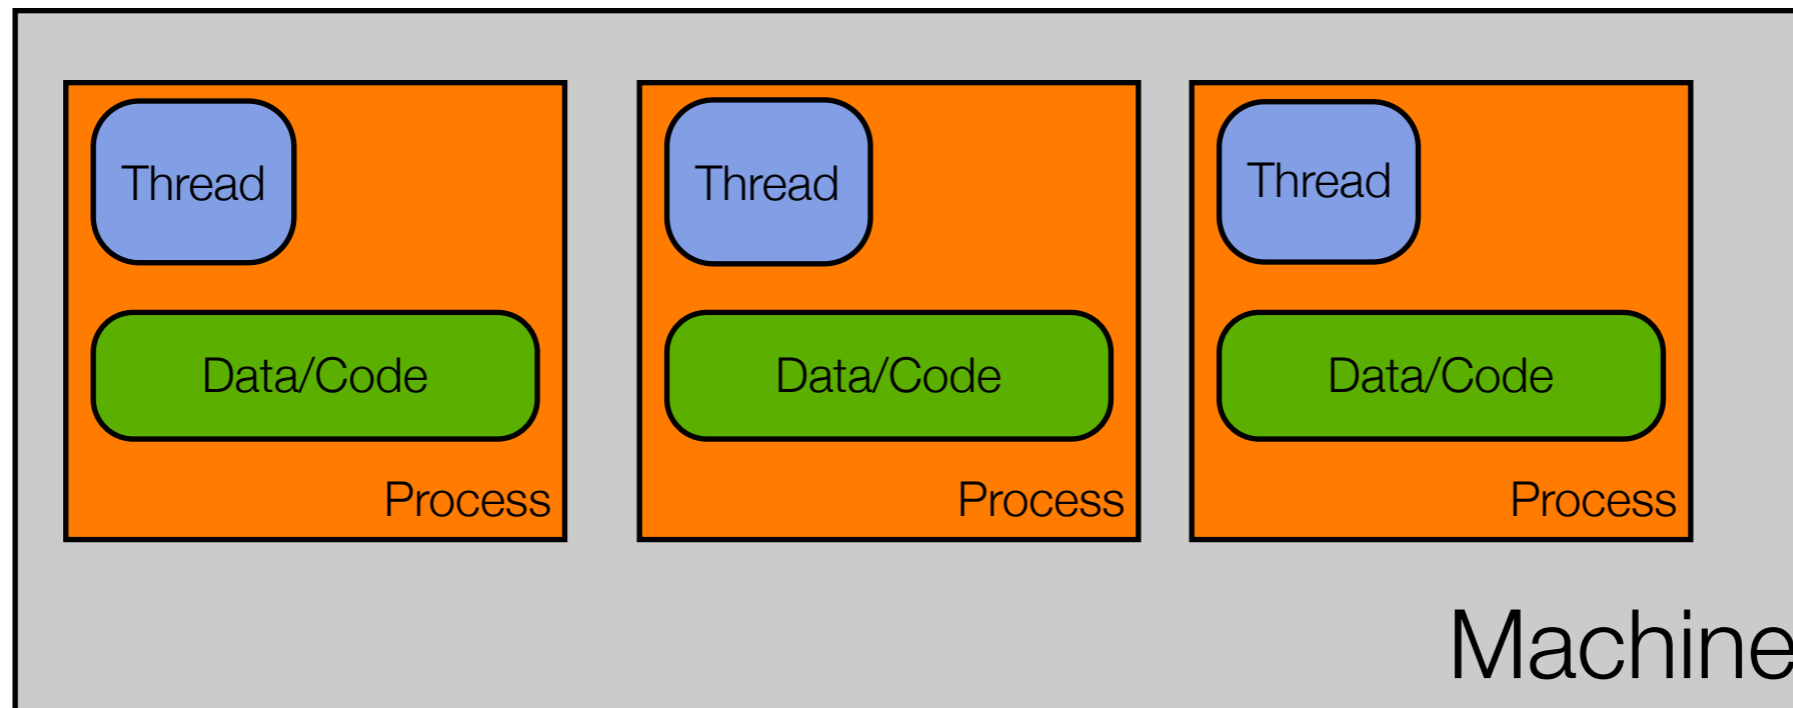 Thread
Thread
Thread
Data/Code
Data/Code
Data/Code
Process
Process
Process
Machine